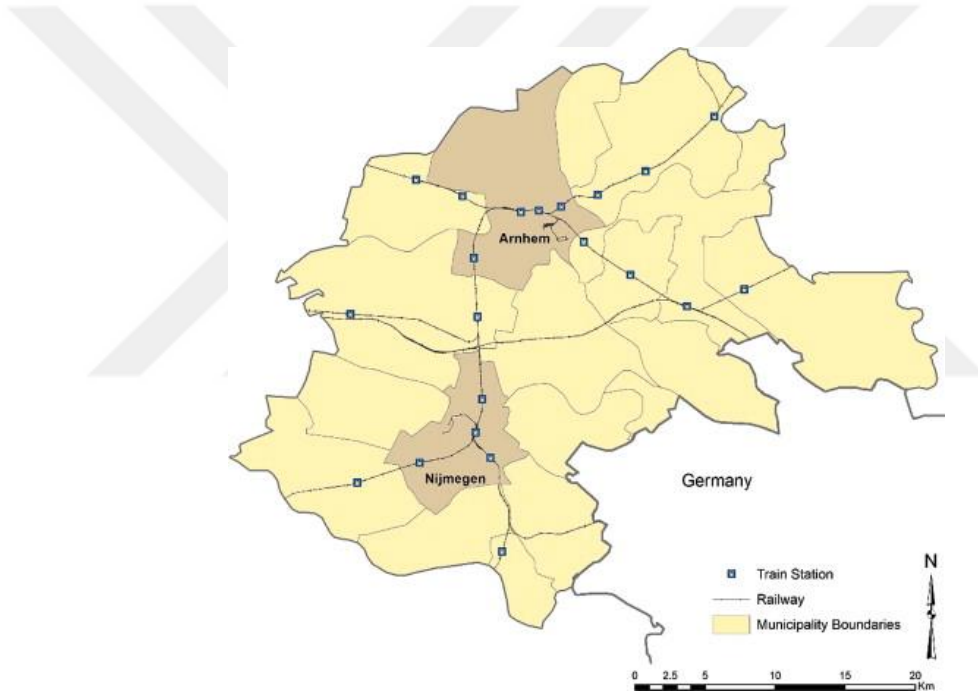 Arnhem
Nijmegen
Germany
N
Train Station
Railway
Municipality Boundaries
0 2.5 5 10 15 20
Km